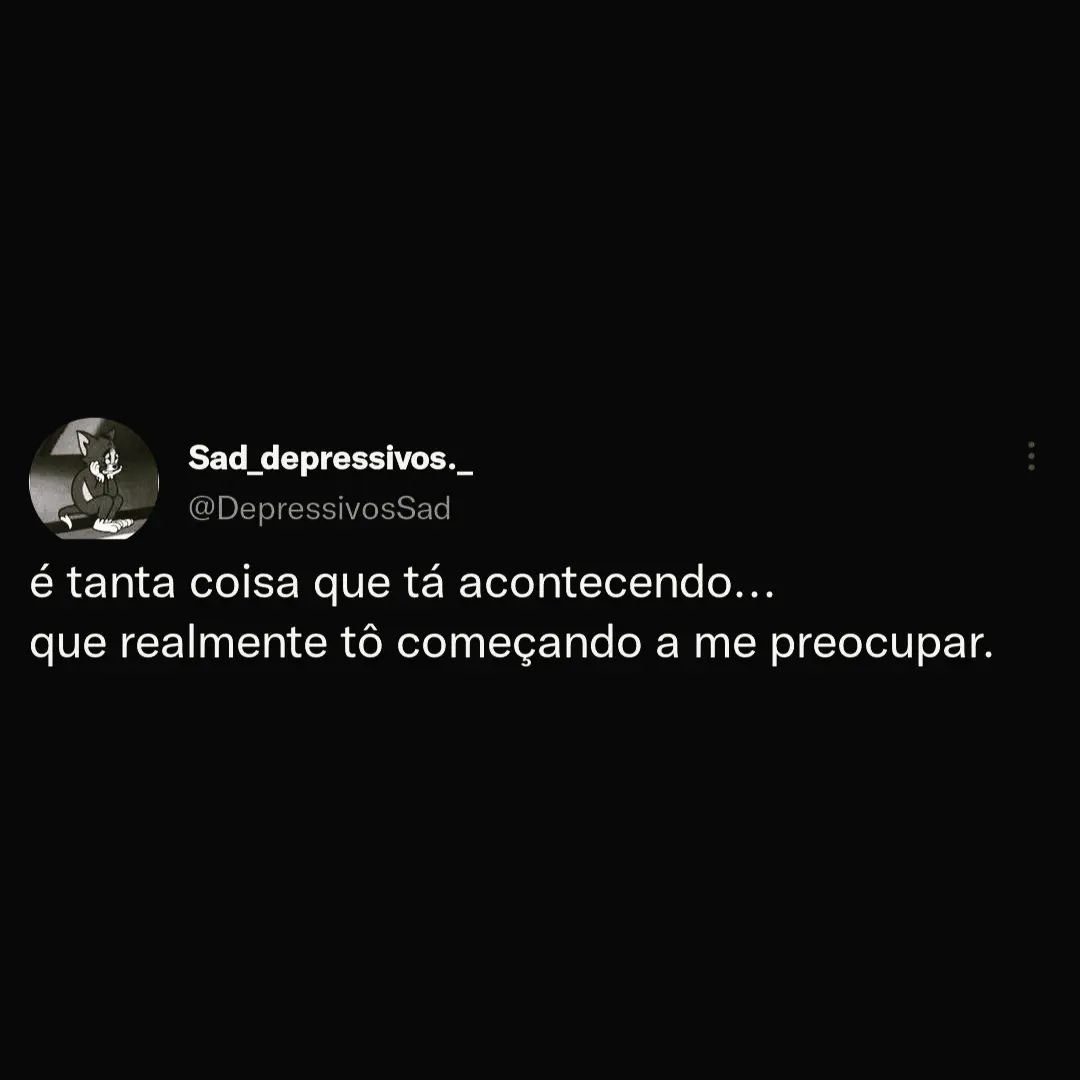 Sad_depressivos._
@DepressivosSad
é tanta coisa que tá acontecendo...
que realmente tô começando a me preocupar.